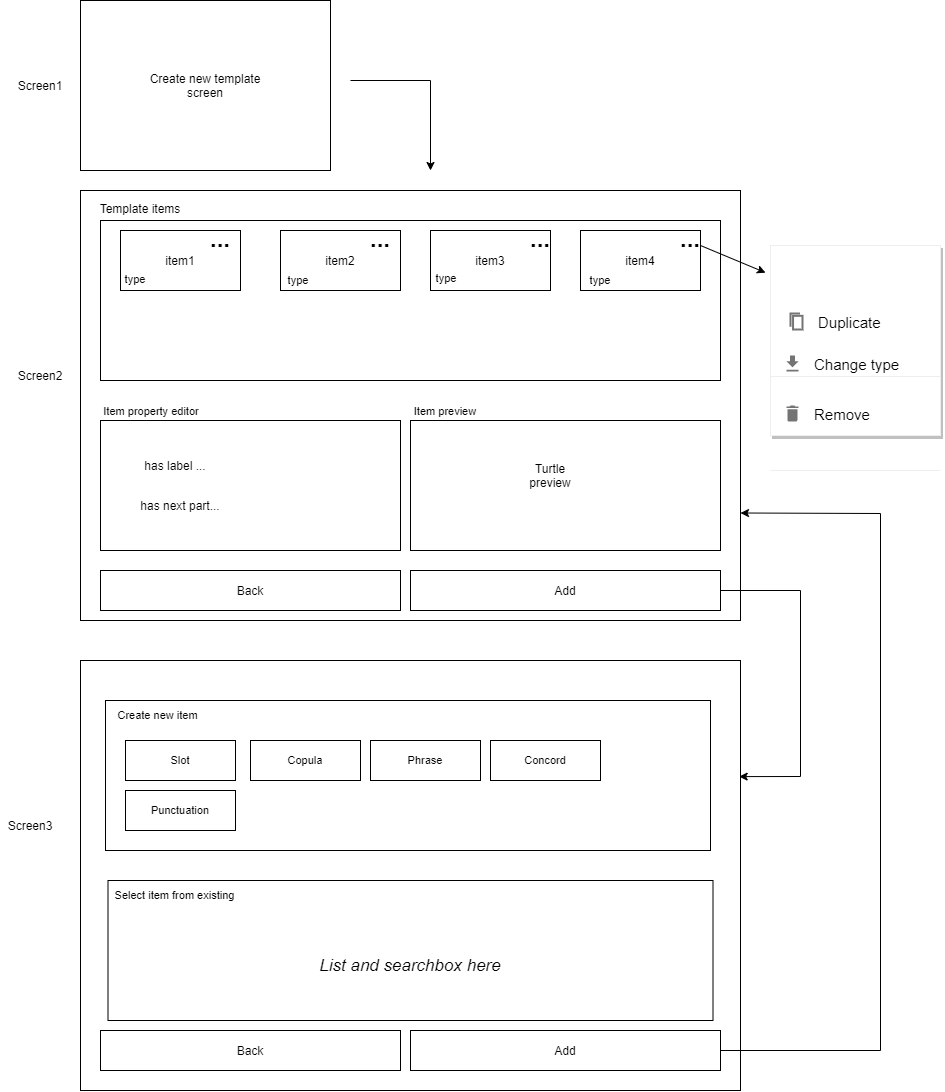 Create new template
screen
Screen1
Template items
...
...
...
...
item1
item2
item3
item4
type
type
type
type
Duplicate
Change type
Remove
Screen2
Item property editor
Item preview
has label ...
has next part...
Turtle
preview
Back
Add
Create new item
Slot
Copula
Phrase
Concord
Punctuation
Screen3
Select item from existing
List and searchbox here
Back
Add